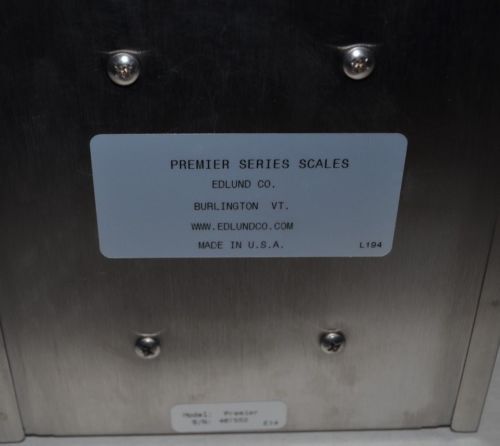 PREMIER SERIES SCALES
EDLUND CO.
BURLINGTON VT.
WWW.EDLUNDCO.COM
MADE IN U.S.A. L194
Model: Premier
S/N: